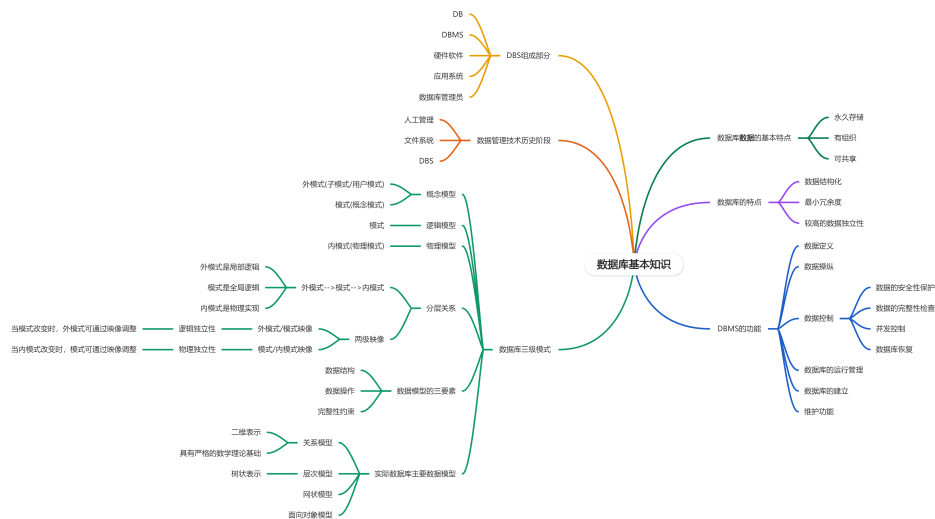 数据库基本知识
DBS组成部分
DB
DBMS
硬件软件
应用系统
数据库管理员
数据管理技术历史阶段
人工管理
文件系统
DBS
数据库三级模式
概念模型
外模式(子模式/用户模式)
模式(概念模式)
逻辑模型
模式
物理模型
内模式(物理模式)
分层关系
外模式-->模式-->内模式
外模式是局部逻辑
模式是全局逻辑
内模式是物理实现
两级映像
外模式/模式映像
逻辑独立性
当模式改变时，外模式可通过映像调整
模式/内模式映像
物理独立性
当内模式改变时，模式可通过映像调整
数据模型的三要素
数据结构
数据操作
完整性约束
实际数据库主要数据模型
关系模型
二维表示
具有严格的数学理论基础
层次模型
树状表示
网状模型
面向对象模型
数据库数据的基本特点
永久存储
有组织
可共享
数据库的特点
数据结构化
最小冗余度
较高的数据独立性
DBMS的功能
数据定义
数据操纵
数据控制
数据的安全性保护
数据的完整性检查
并发控制
数据库恢复
数据库的运行管理
数据库的建立
维护功能